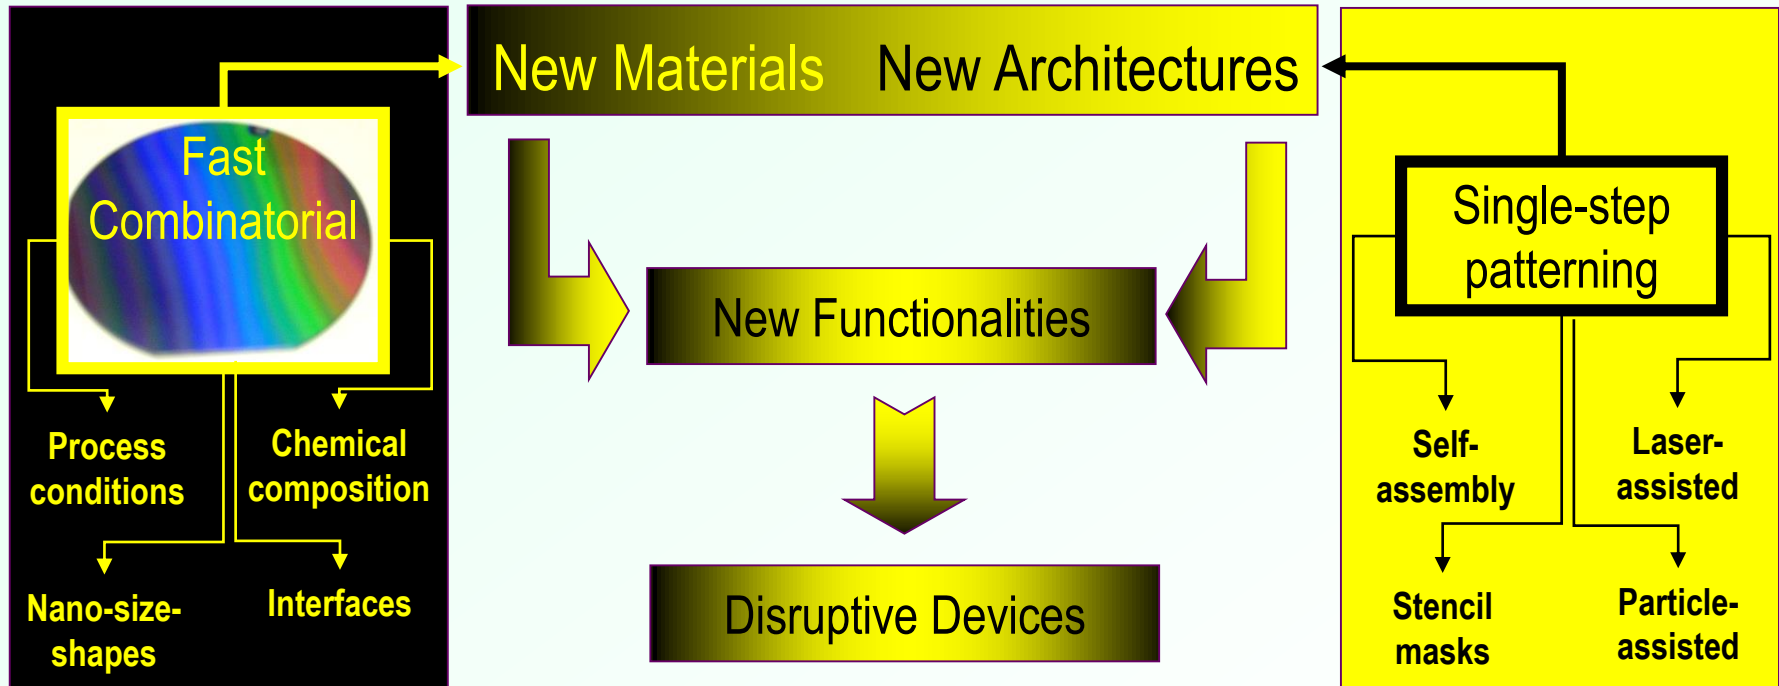 New Materials New Architectures
Fast
Combinatorial
Process
conditions
Chemical
composition
Nano-size-
shapes
Interfaces
New Functionalities
Disruptive Devices
Single-step
patterning
Self-
assembly
Laser-
assisted
Stencil
masks
Particle-
assisted